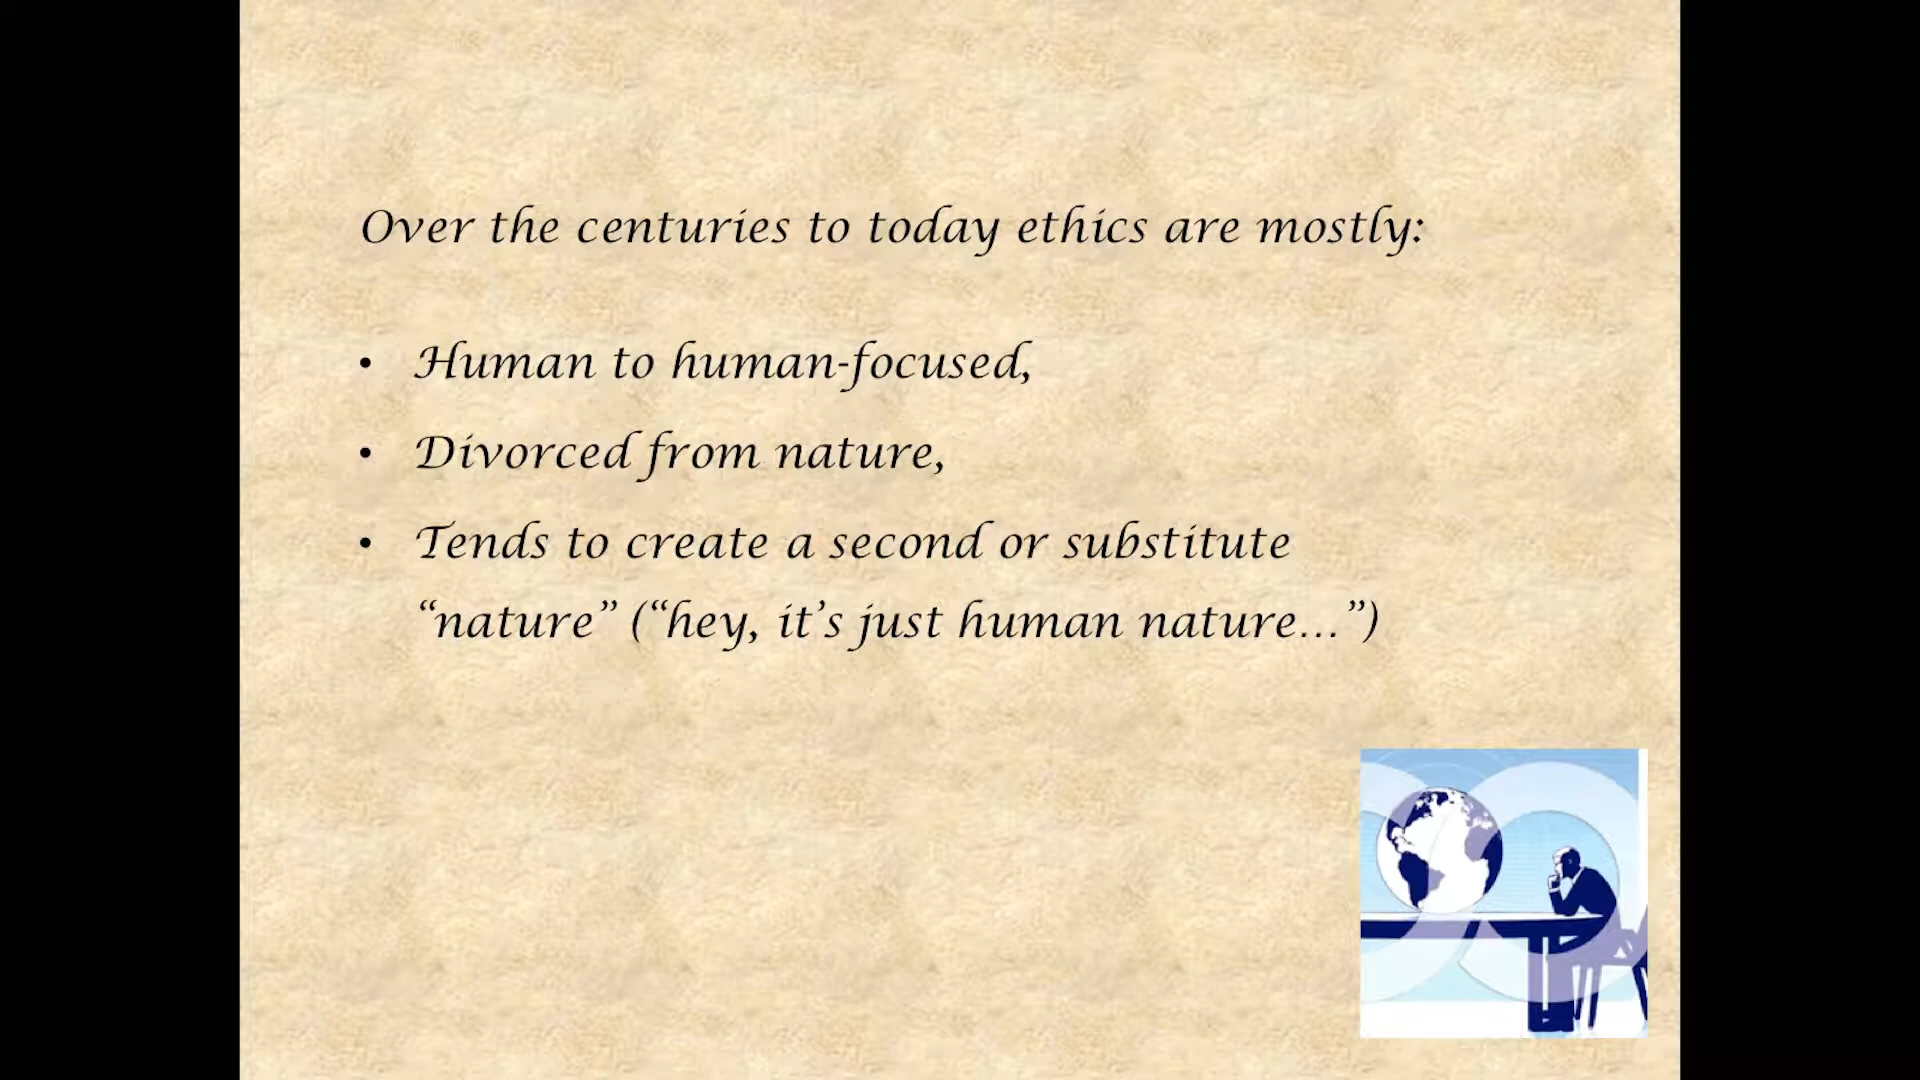 Over the centuries to today ethics are mostly:
• Human to human-focused,
• Divorced from nature,
• Tends to create a second or substitute
“nature” (“hey, it’s just human nature…”)